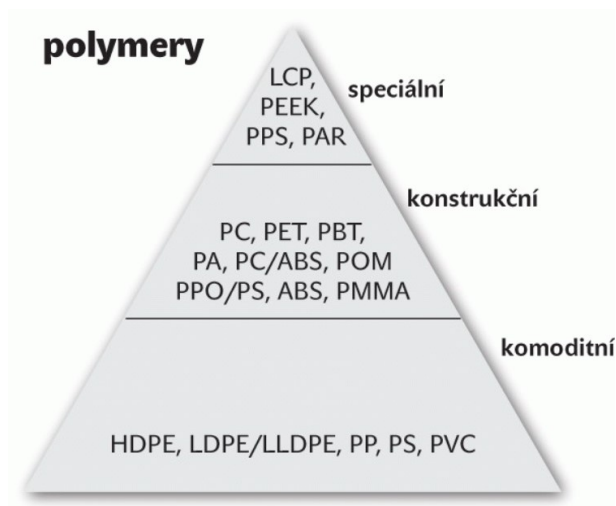 polymery
LCP,
PEEK,
PPS, PAR
speciální
konstrukční
PC, PET, PBT,
PA, PC/ABS, POM
PPO/PS, ABS, PMMA
komoditní
HDPE, LDPE/LLDPE, PP, PS, PVC